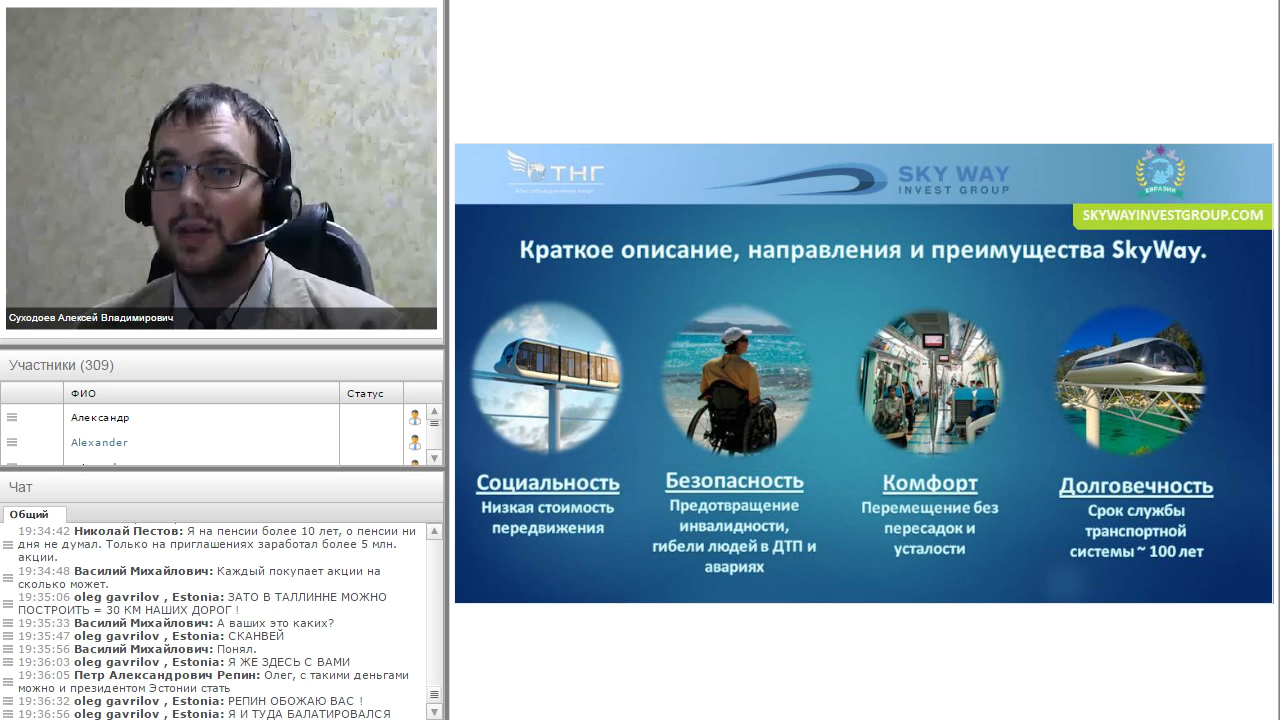 Суходоев Алексей Владимирович
Участники (309)
ФИО
Статус
Александр
Alexander
Чат
Общий
19:34:42 Николай Пестов: Я на пенсии более 10 лет, о пенсии ни
дня не думал. Только на приглашениях заработал более 5 млн.
акции.
19:34:48 Василий Михайлович: Каждый покупает акции на
сколько может.
19:35:06 oleg gavrilov , Estonia: ЗАТО В ТАЛЛИННЕ МОЖНО
ПОСТРОИТЬ = 30 КМ НАШИХ ДОРОГ !
19:35:33 Василий Михайлович: А ваших это каких?
19:35:47 oleg gavrilov , Estonia: СКАНВЕЙ
19:35:56 Василий Михайлович: Понял.
19:36:03 oleg gavrilov , Estonia: Я ЖЕ ЗДЕСЬ С ВАМИ
19:36:05 Петр Александрович Репин: Олег, с такими деньгами
можно и президентом Эстонии стать
19:36:32 oleg gavrilov , Estonia: РЕПИН ОБОЖАЮ ВАС !
19:36:56 oleg gavrilov , Estonia: Я И ТУДА БАЛАТИРОВАЛСЯ
ТНГ
SKY WAY
INVEST GROUP
ЕВРАЗИЯ
SKYWAYINVESTGROUP.COM
Краткое описание, направления и преимущества SkyWay.
Социальность
Низкая стоимость
передвижения
Безопасность
Предотвращение
инвалидности,
гибели людей в ДТП и
авариях
Комфорт
Перемещение без
пересадок и
усталости
Долговечность
Срок службы
транспортной
системы ~ 100 лет